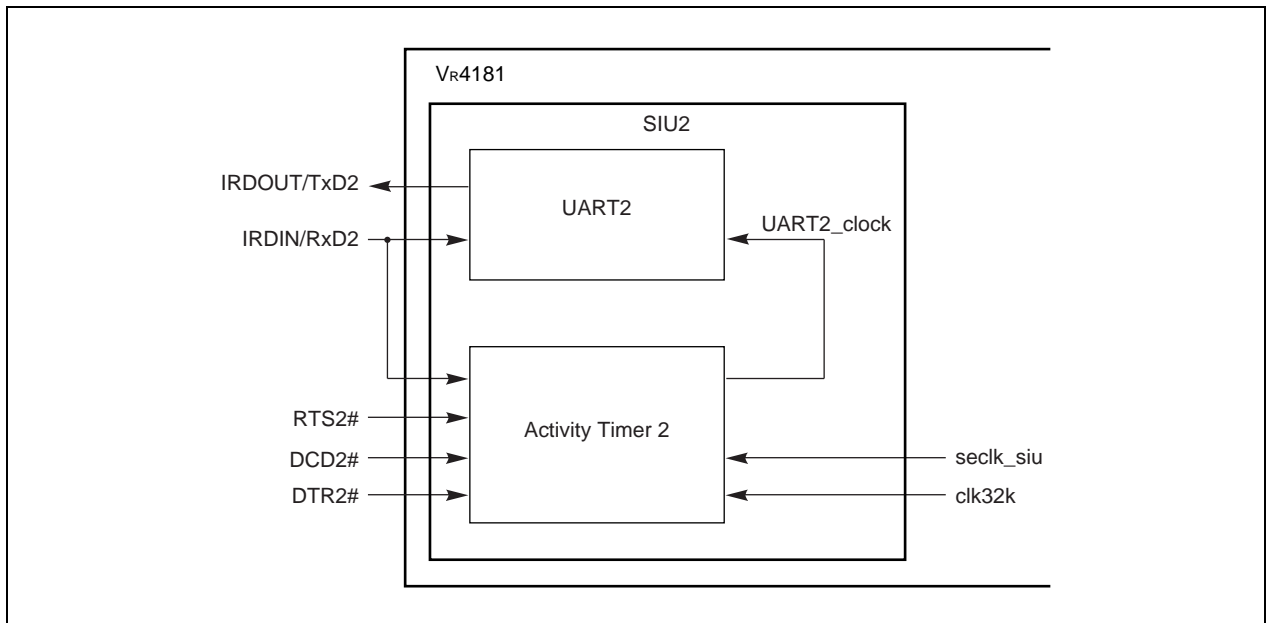 VR4181
SIU2
IRDOUT/TxD2
UART2
IRDIN/RxD2
UART2_clock
RTS2#
Activity Timer 2
DCD2#
seclk_siu
DTR2#
clk32k